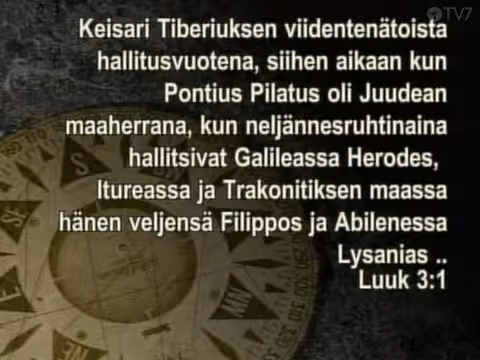 TV7
Keisari Tiberiuksen viidentenätoista
hallitusvuotena, siihen aikaan kun
Pontius Pilatus oli Juudean
maaherrana, kun neljännesruhtinaina
hallitsivat Galileassa Herodes,
Itureassa ja Trakonitiksen maassa
hänen veljensä Filippos ja Abilenessa
Lysanias ..
Luuk 3:1